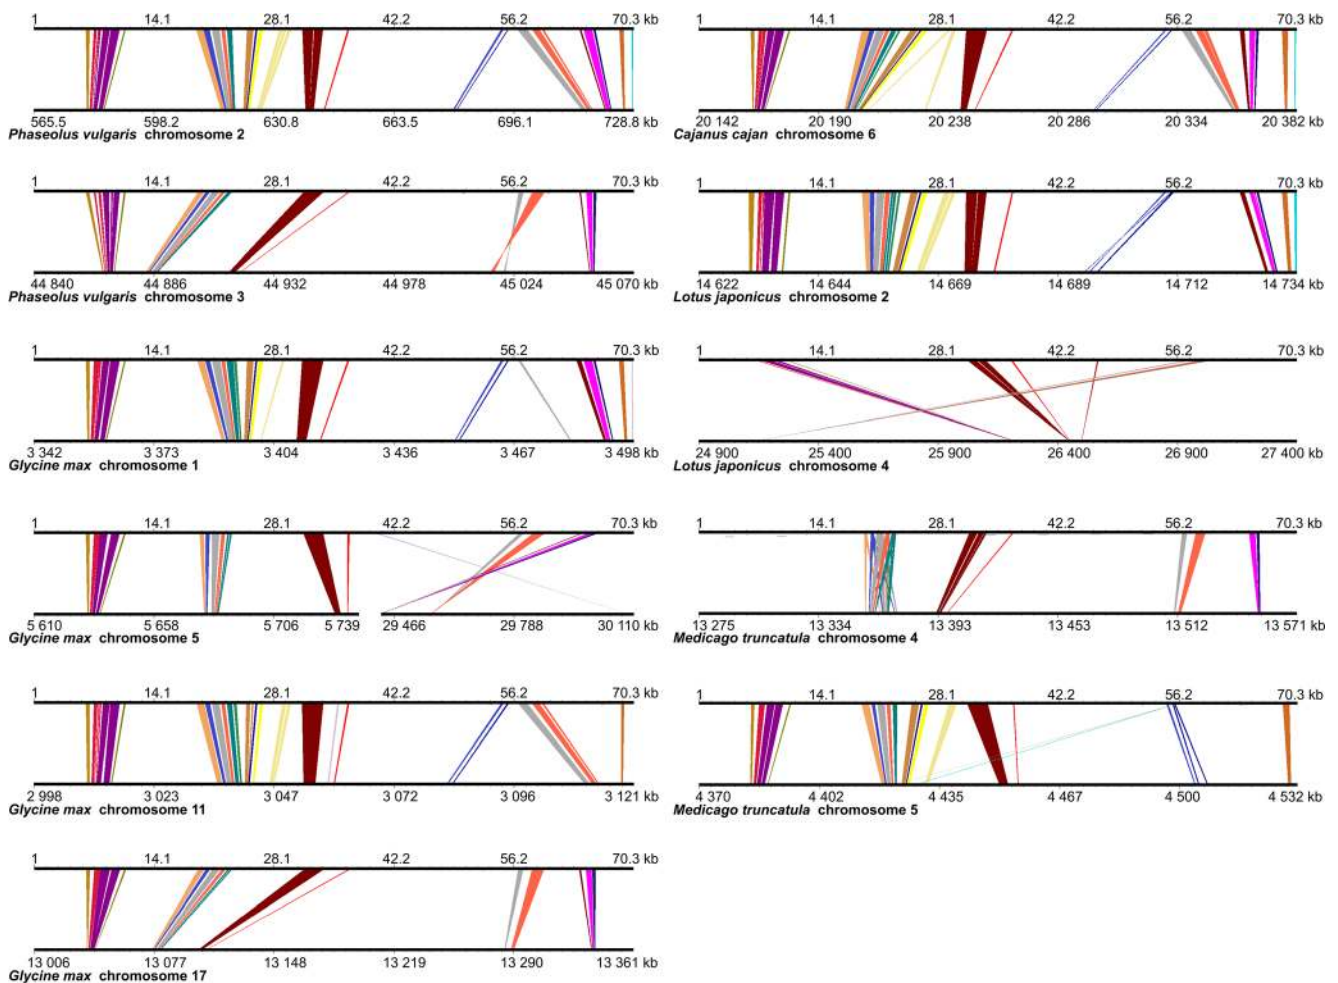 1 14.1 28.1 42.2 56.2 70.3 kb
565.5 598.2 630.8 663.5 696.1 728.8 kb
Phaseolus vulgaris chromosome 2
1 14.1 28.1 42.2 56.2 70.3 kb
44 840 44 886 44 932 44 978 45 024 45 070 kb
Phaseolus vulgaris chromosome 3
1 14.1 28.1 42.2 56.2 70.3 kb
3 342 3 373 3 404 3 436 3 467 3 498 kb
Glycine max chromosome 1
1 14.1 28.1 42.2 56.2 70.3 kb
5 610 5 658 5 706 5 739 29 466 29 788 30 110 kb
Glycine max chromosome 5
1 14.1 28.1 42.2 56.2 70.3 kb
2 998 3 023 3 047 3 072 3 096 3 121 kb
Glycine max chromosome 11
1 14.1 28.1 42.2 56.2 70.3 kb
13 006 13 077 13 148 13 219 13 290 13 361 kb
Glycine max chromosome 17
1 14.1 28.1 42.2 56.2 70.3 kb
20 142 20 190 20 238 20 286 20 334 20 382 kb
Cajanus cajan chromosome 6
1 14.1 28.1 42.2 56.2 70.3 kb
14 622 14 644 14 669 14 689 14 712 14 734 kb
Lotus japonicus chromosome 2
1 14.1 28.1 42.2 56.2 70.3 kb
24 900 25 400 25 900 26 400 26 900 27 400 kb
Lotus japonicus chromosome 4
1 14.1 28.1 42.2 56.2 70.3 kb
13 275 13 334 13 393 13 453 13 512 13 571 kb
Medicago truncatula chromosome 4
1 14.1 28.1 42.2 56.2 70.3 kb
4 370 4 402 4 435 4 467 4 500 4 532 kb
Medicago truncatula chromosome 5